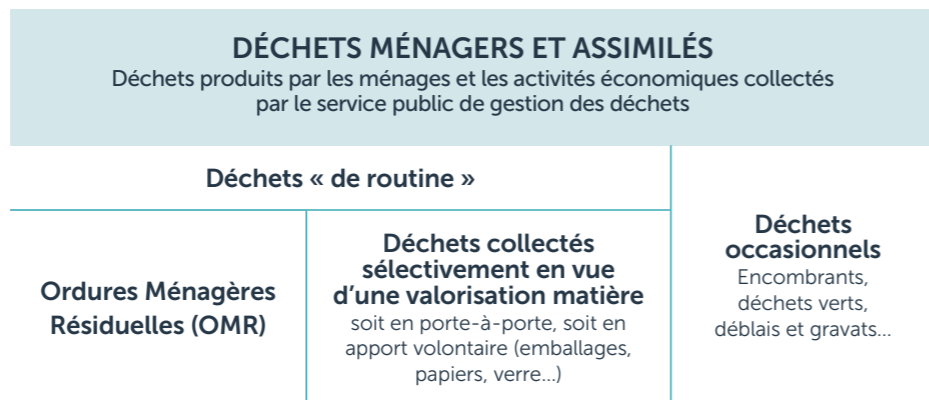 DÉCHETS MÉNAGERS ET ASSIMILÉS
Déchets produits par les ménages et les activités économiques collectés
par le service public de gestion des déchets
Déchets « de routine »
Ordures Ménagères
Résiduelles (OMR)
Déchets collectés
sélectivement en vue
d’une valorisation matière
soit en porte-à-porte, soit en
apport volontaire (emballages,
papiers, verre...)
Déchets
occasionnels
Encombrants,
déchets verts,
déblais et gravats...